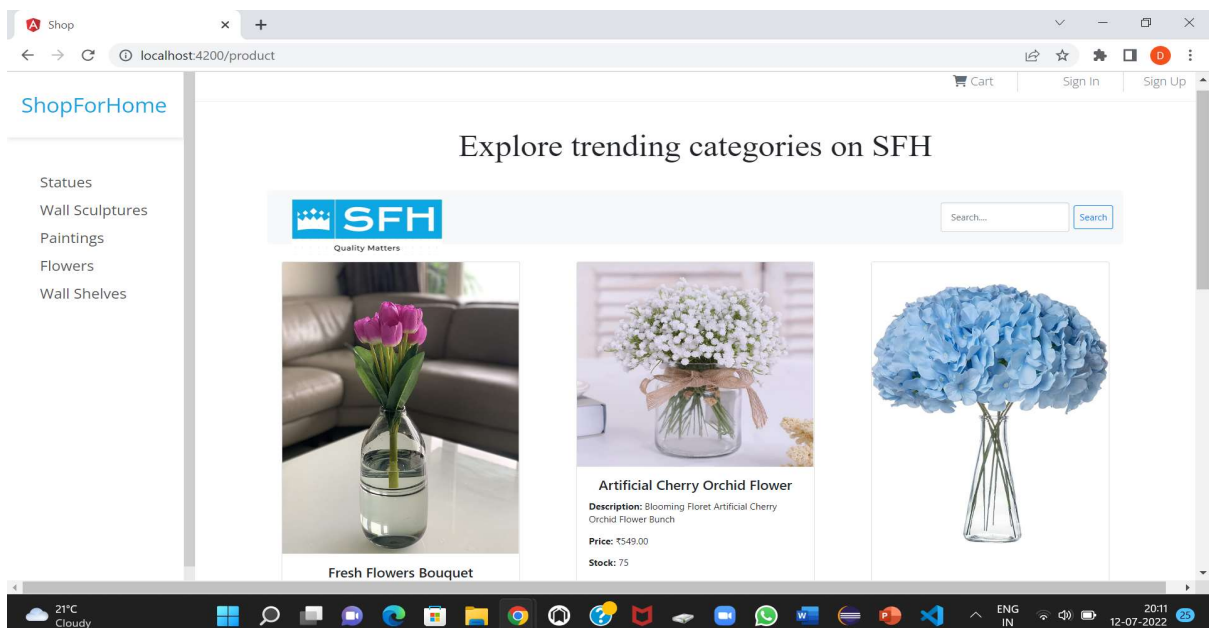 Shop
localhost:4200/product
D
Cart
Sign In
Sign Up
ShopForHome
Explore trending categories on SFH
Statues
Wall Sculptures
Paintings
Flowers
Wall Shelves
SFH
Quality Matters
Search...
Search
Fresh Flowers Bouquet
Artificial Cherry Orchid Flower
Description: Blooming Floret Artificial Cherry
Orchid Flower Bunch
Price: ₹549.00
Stock: 75
21°C
Cloudy
ENG
IN
20:11
12-07-2022
25